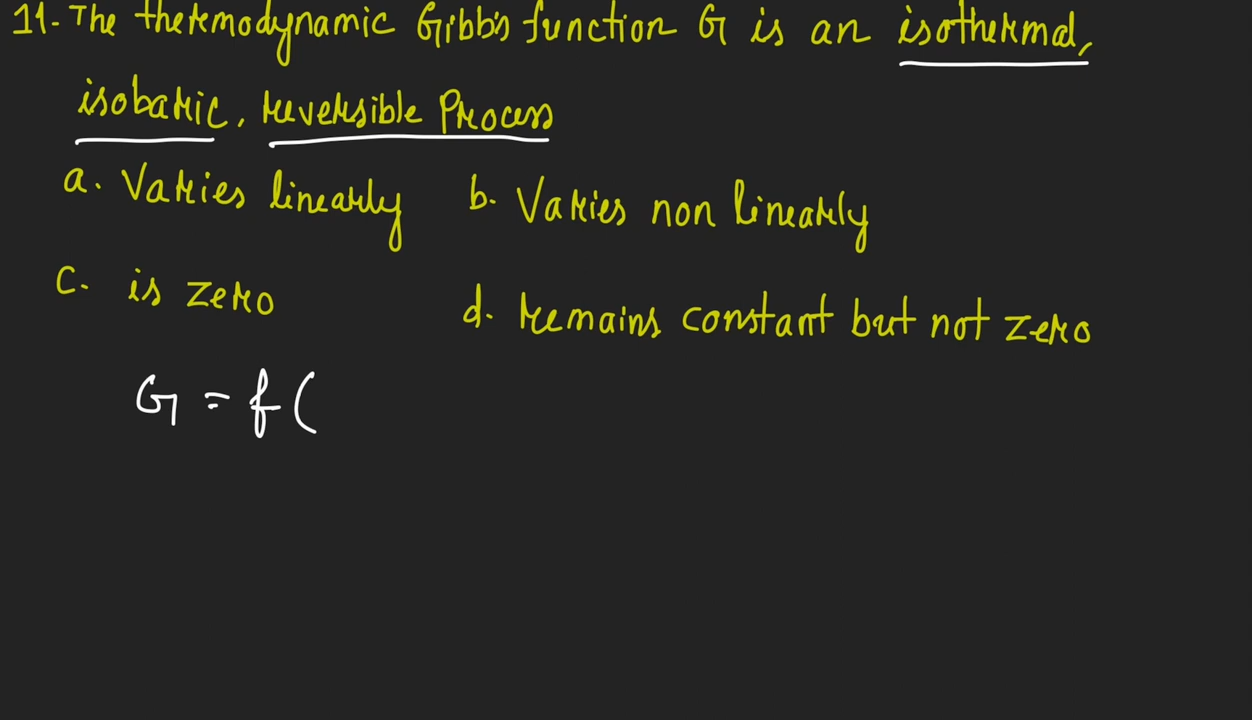 11. The thermodynamic Gibb's function G is an isothermal,
isobaric, reversible Process
a. Varies linearly b. Varies non linearly
c. is zero d. remains constant but not zero
G = f (